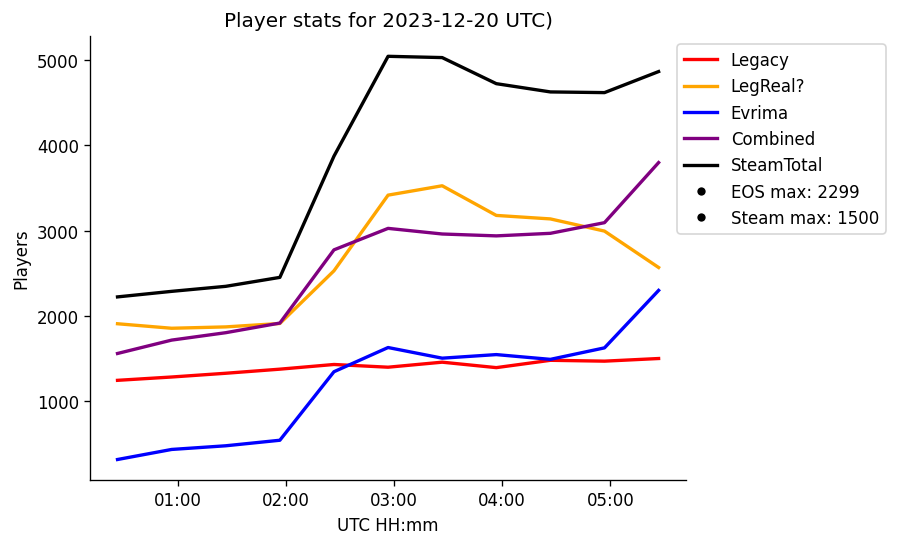 Player stats for 2023-12-20 UTC)
5000
4000
3000
2000
1000
Players
01:00 02:00 03:00 04:00 05:00
UTC HH:mm
Legacy
LegReal?
Evrima
Combined
SteamTotal
EOS max: 2299
Steam max: 1500